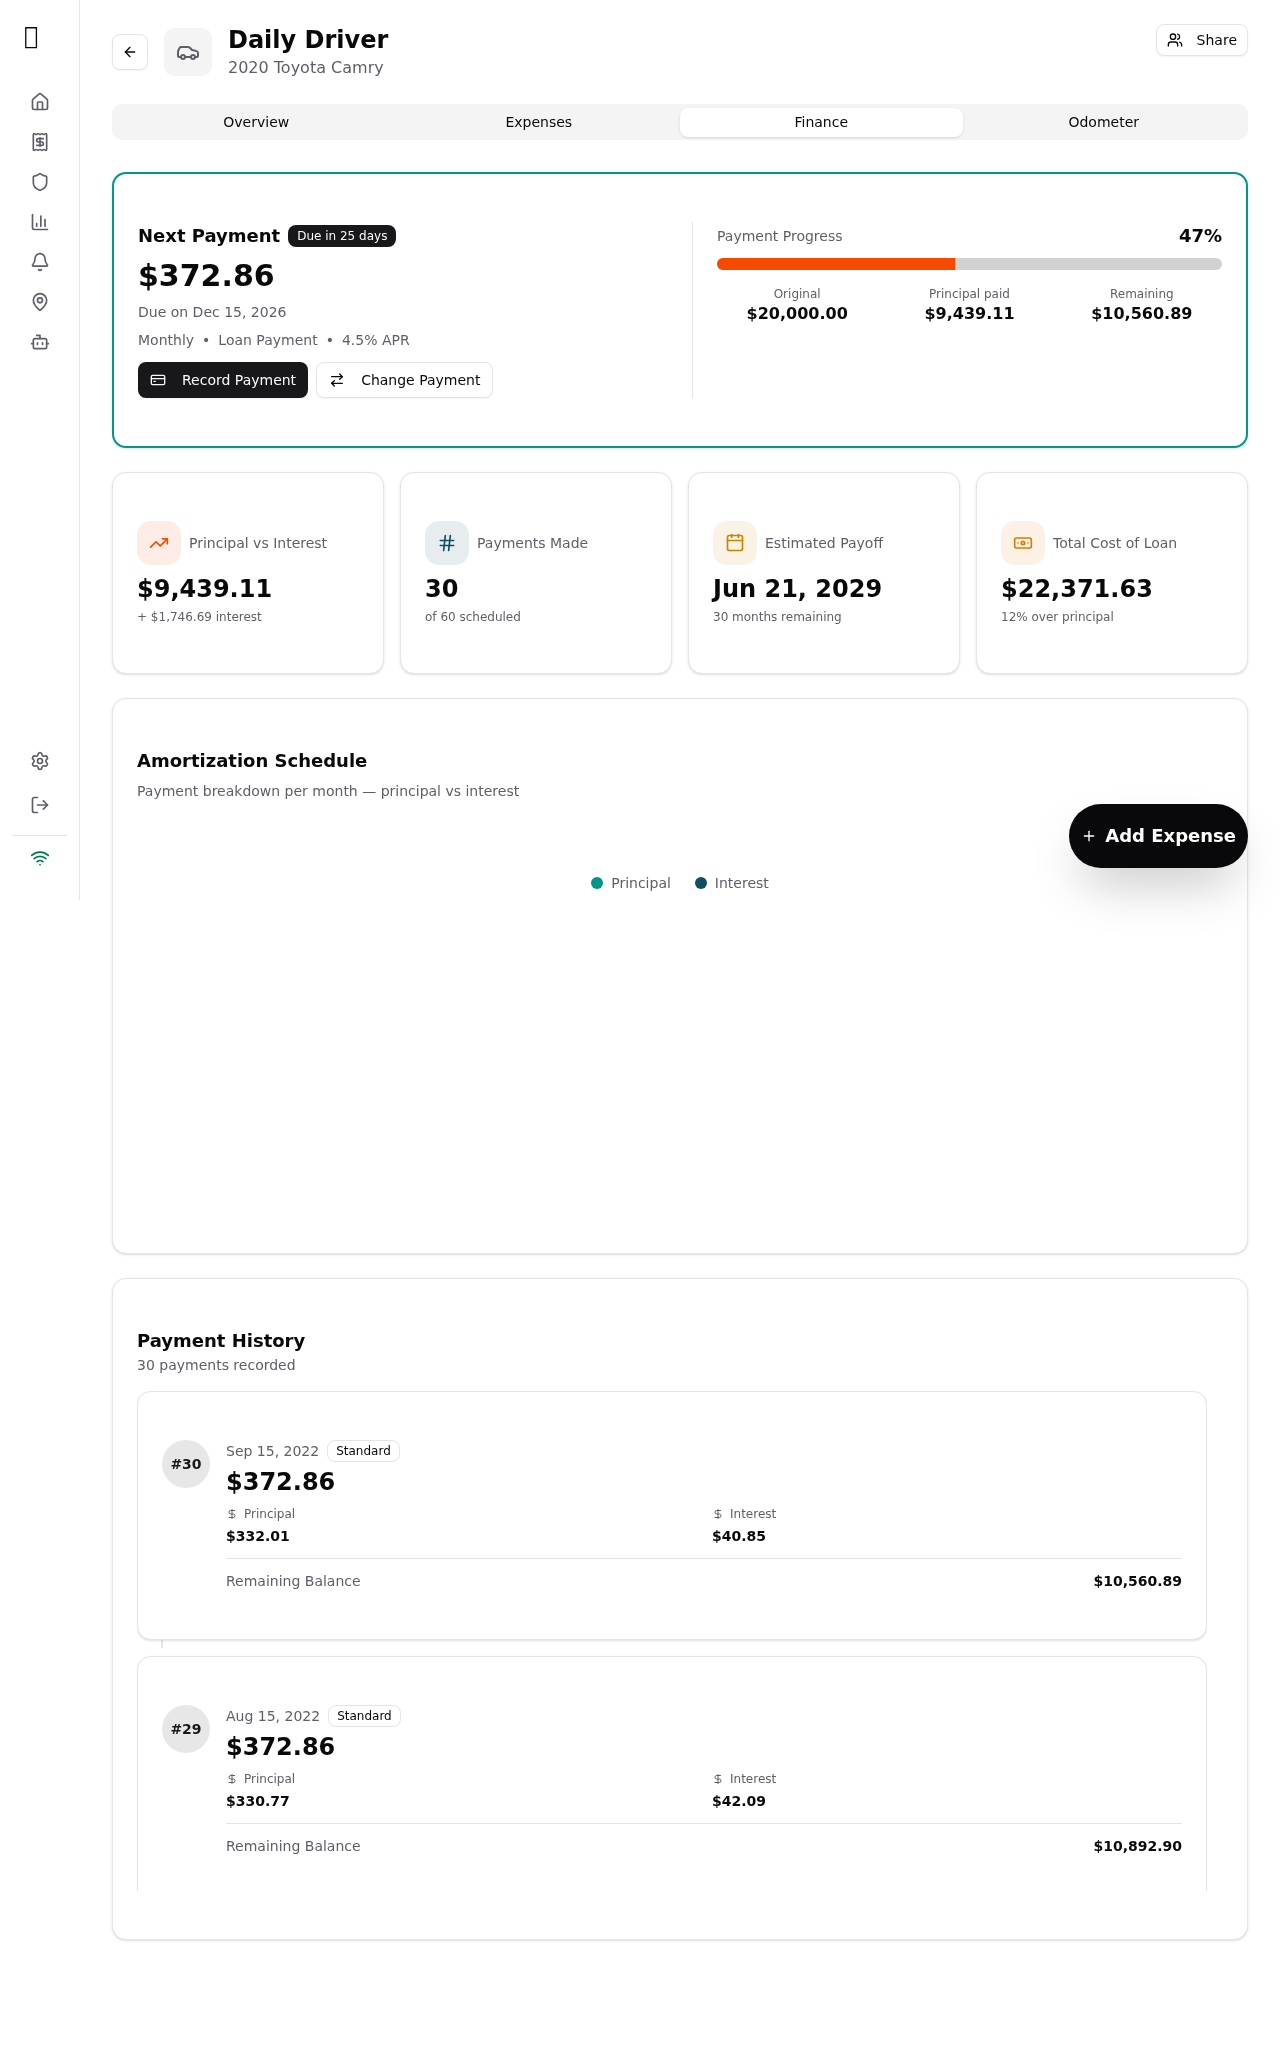 Daily Driver
2020 Toyota Camry
Share
Overview
Expenses
Finance
Odometer
Next Payment
Due in 25 days
$372.86
Due on Dec 15, 2026
Monthly • Loan Payment • 4.5% APR
Record Payment
Change Payment
Payment Progress
47%
Original
Principal paid
Remaining
$20,000.00
$9,439.11
$10,560.89
Principal vs Interest
$9,439.11
+ $1,746.69 interest
Payments Made
30
of 60 scheduled
Estimated Payoff
Jun 21, 2029
30 months remaining
Total Cost of Loan
$22,371.63
12% over principal
Amortization Schedule
Payment breakdown per month — principal vs interest
+ Add Expense
Principal
Interest
Payment History
30 payments recorded
#30
Sep 15, 2022
Standard
$372.86
$ Principal
$ Interest
$332.01
$40.85
Remaining Balance
$10,560.89
#29
Aug 15, 2022
Standard
$372.86
$ Principal
$ Interest
$330.77
$42.09
Remaining Balance
$10,892.90